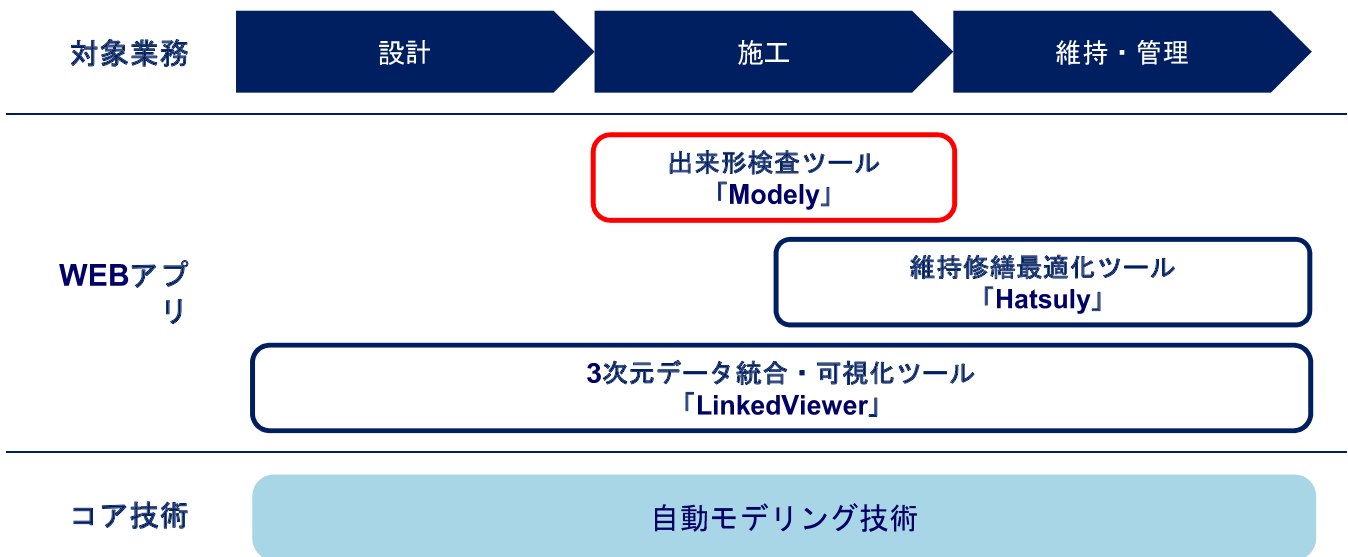 対象業務
設計
施工
維持・管理
出来形検査ツール
「Modely」
WEBアプ
リ
維持修繕最適化ツール
「Hatsuly」
3次元データ統合・可視化ツール
「LinkedViewer」
コア技術
自動モデリング技術